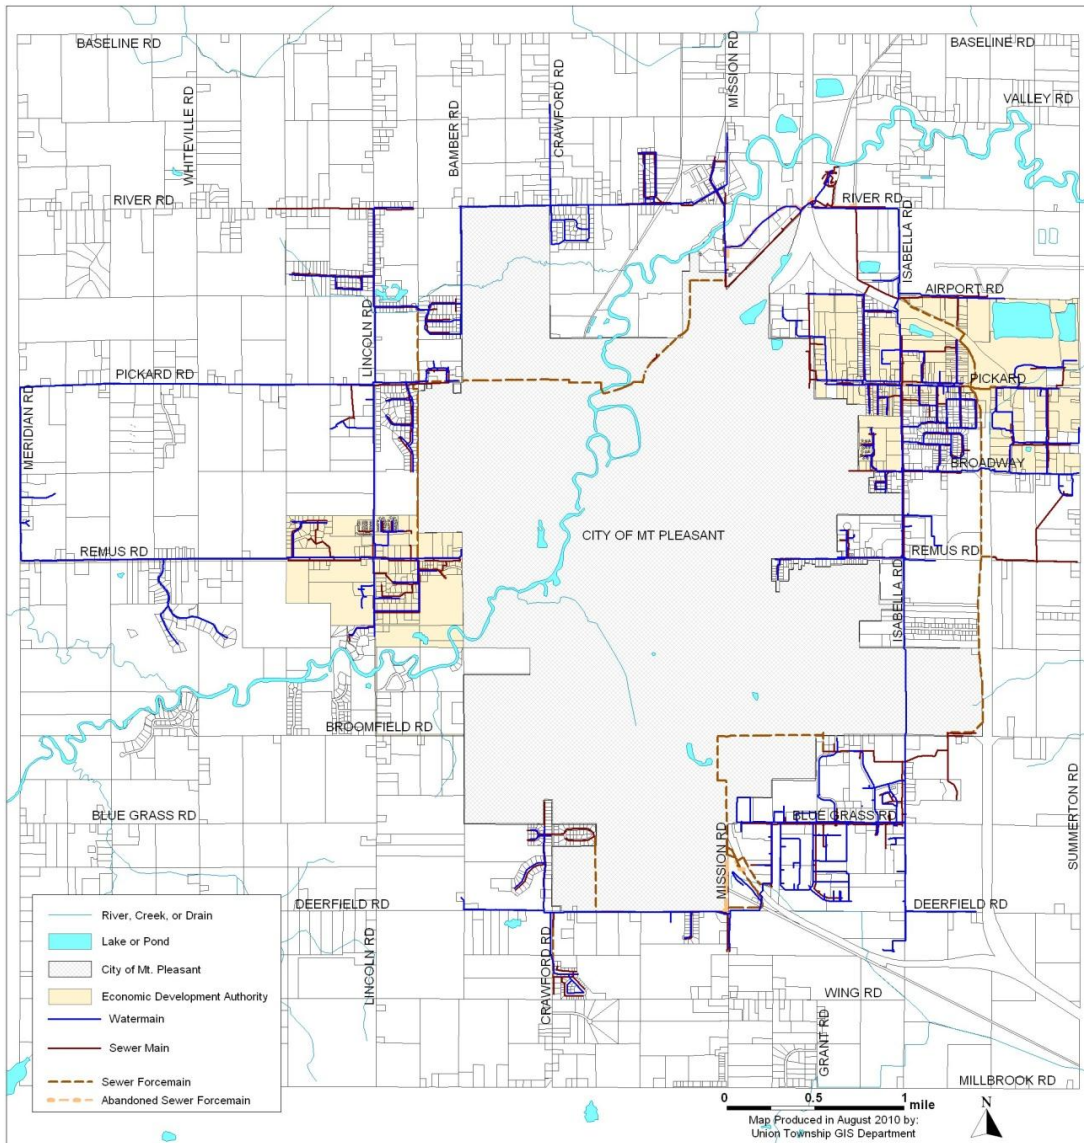 BASELINE RD
BASELINE RD
WHITEVILLE RD
BAMBER RD
CRAWFORD RD
MISSION RD
VALLEY RD
RIVER RD
RIVER RD
ISABELLA RD
AIRPORT RD
LINCOLN RD
PICKARD RD
PICKARD
MERIDIAN RD
BROADWAY
CITY OF MT PLEASANT
REMUS RD
REMUS RD
ISABELLA RD
BROOMFIELD RD
SUMMERTON RD
BLUE GRASS RD
BLUE GRASS RD
MISSION RD
DEERFIELD RD
DEERFIELD RD
LINCOLN RD
CRAWFORD RD
WING RD
GRANT RD
MILLBROOK RD
River, Creek, or Drain
Lake or Pond
City of Mt. Pleasant
Economic Development Authority
Watermain
Sewer Main
Sewer Forcemain
Abandoned Sewer Forcemain
0 0.5 1 mile
N
Map Produced in August 2010 by:
Union Township GIS Department